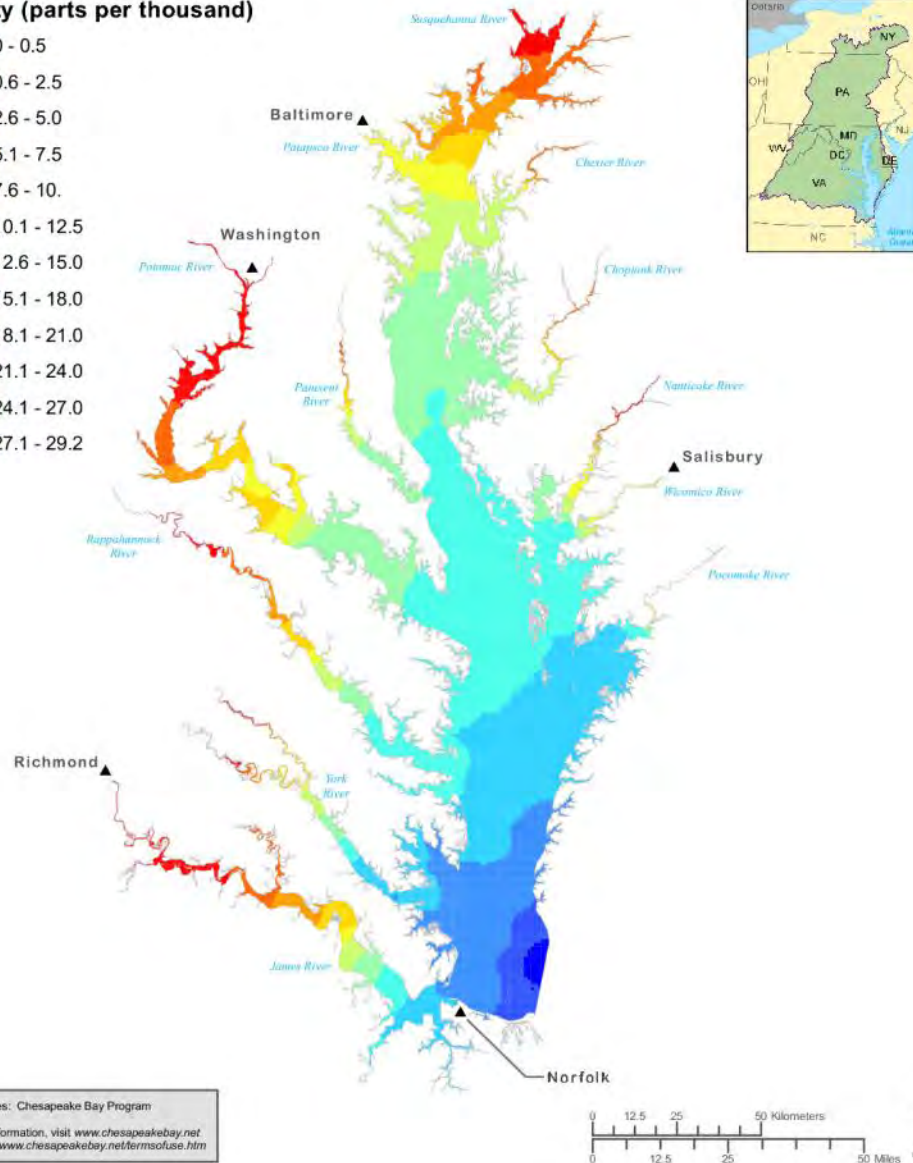 ty (parts per thousand)
0 - 0.5
0.6 - 2.5
2.6 - 5.0
5.1 - 7.5
7.6 - 10.
0.1 - 12.5
2.6 - 15.0
5.1 - 18.0
8.1 - 21.0
21.1 - 24.0
24.1 - 27.0
27.1 - 29.2
Susquehanna River
Baltimore
Patapsco River
Chester River
Washington
Potomac River
Choptank River
Patuxent
River
Nanticoke River
Salisbury
Wicomico River
Rappahannock
River
Pocomoke River
Richmond
York
River
James River
Norfolk
Ontario
NY
OH
PA
NJ
MD
WV
DC
DE
VA
NC
Atlantic
Ocean
es: Chesapeake Bay Program
formation, visit www.chesapeakebay.net
www.chesapeakebay.net/termsofuse.htm
0 12.5 25 50 Kilometers
0 12.5 25 50 Miles